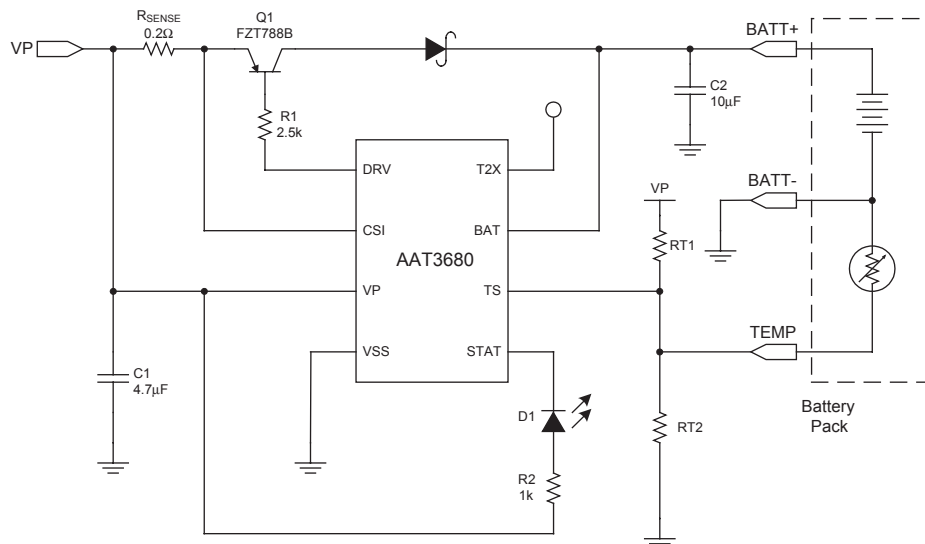 VP
RSENSE
0.2Ω
Q1
FZT788B
BATT+
R1
2.5k
C2
10μF
DRV
T2X
VP
BATT-
CSI
BAT
RT1
AAT3680
VP
TS
TEMP
VSS
STAT
C1
4.7μF
D1
RT2
Battery
Pack
R2
1k